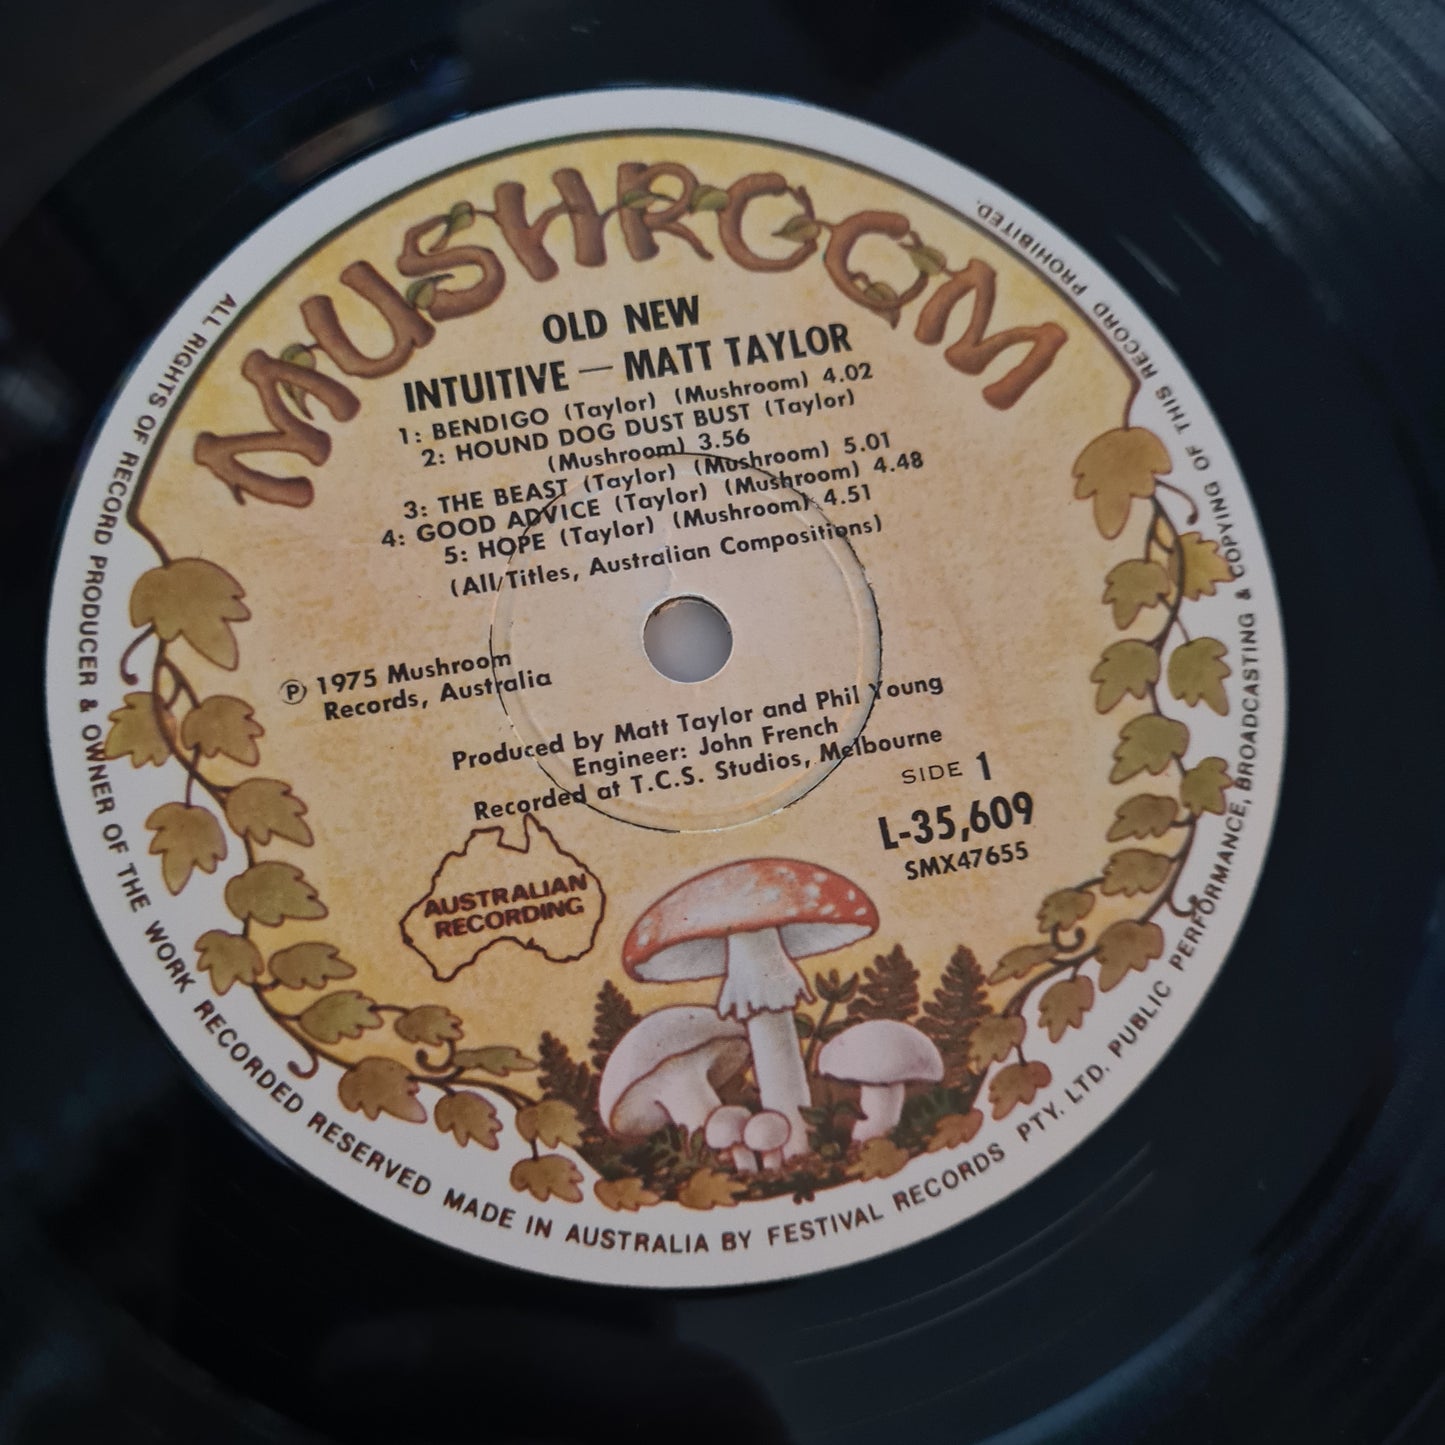 MUSHROOM
OLD NEW
INTUITIVE — MATT TAYLOR
1: BENDIGO (Taylor) (Mushroom) 4.02
2: HOUND DOG DUST BUST (Taylor)
(Mushroom) 3.56
3: THE BEAST (Taylor) (Mushroom) 5.01
4: GOOD ADVICE (Taylor) (Mushroom) 4.48
5: HOPE (Taylor) (Mushroom) 4.51
(All Titles, Australian Compositions)
℗ 1975 Mushroom
Records, Australia
Produced by Matt Taylor and Phil Young
Engineer: John French
Recorded at T.C.S. Studios, Melbourne
SIDE 1
L-35,609
SMX47655
AUSTRALIAN
RECORDING
ALL RIGHTS OF RECORD PRODUCER & OWNER OF THE WORK RECORDED RESERVED MADE IN AUSTRALIA BY FESTIVAL RECORDS PTY. LTD. PUBLIC PERFORMANCE, BROADCASTING & COPYING OF THIS RECORD PROHIBITED.